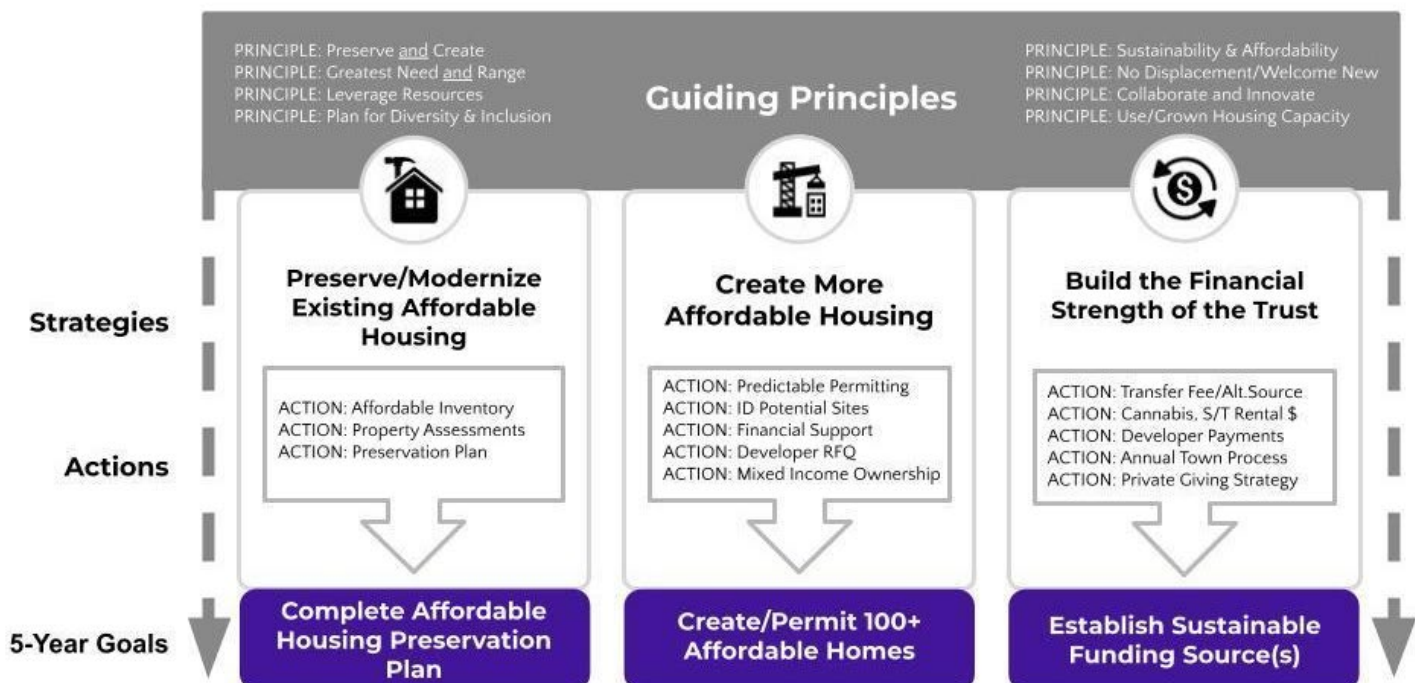 PRINCIPLE: Preserve and Create
PRINCIPLE: Greatest Need and Range
PRINCIPLE: Leverage Resources
PRINCIPLE: Plan for Diversity & Inclusion
Guiding Principles
PRINCIPLE: Sustainability & Affordability
PRINCIPLE: No Displacement/Welcome New
PRINCIPLE: Collaborate and Innovate
PRINCIPLE: Use/Grown Housing Capacity
Strategies
Preserve/Modernize
Existing Affordable
Housing
Create More
Affordable Housing
Build the Financial
Strength of the Trust
Actions
ACTION: Affordable Inventory
ACTION: Property Assessments
ACTION: Preservation Plan
ACTION: Predictable Permitting
ACTION: ID Potential Sites
ACTION: Financial Support
ACTION: Developer RFQ
ACTION: Mixed Income Ownership
ACTION: Transfer Fee/Alt.Source
ACTION: Cannabis, S/T Rental $
ACTION: Developer Payments
ACTION: Annual Town Process
ACTION: Private Giving Strategy
5-Year Goals
Complete Affordable
Housing Preservation
Plan
Create/Permit 100+
Affordable Homes
Establish Sustainable
Funding Source(s)